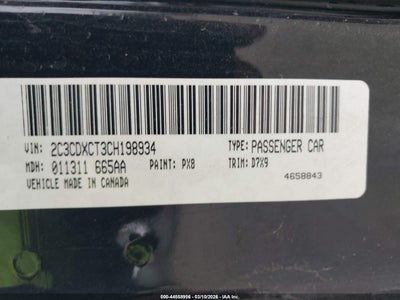 VIN: 2C3CDXCT3CH198934 TYPE: PASSENGER CAR
MDH: 011311 665AA PAINT: PX8 TRIM: D7X9
VEHICLE MADE IN CANADA 4658843
000-44558956 - 03/10/2026 - IAA Inc.